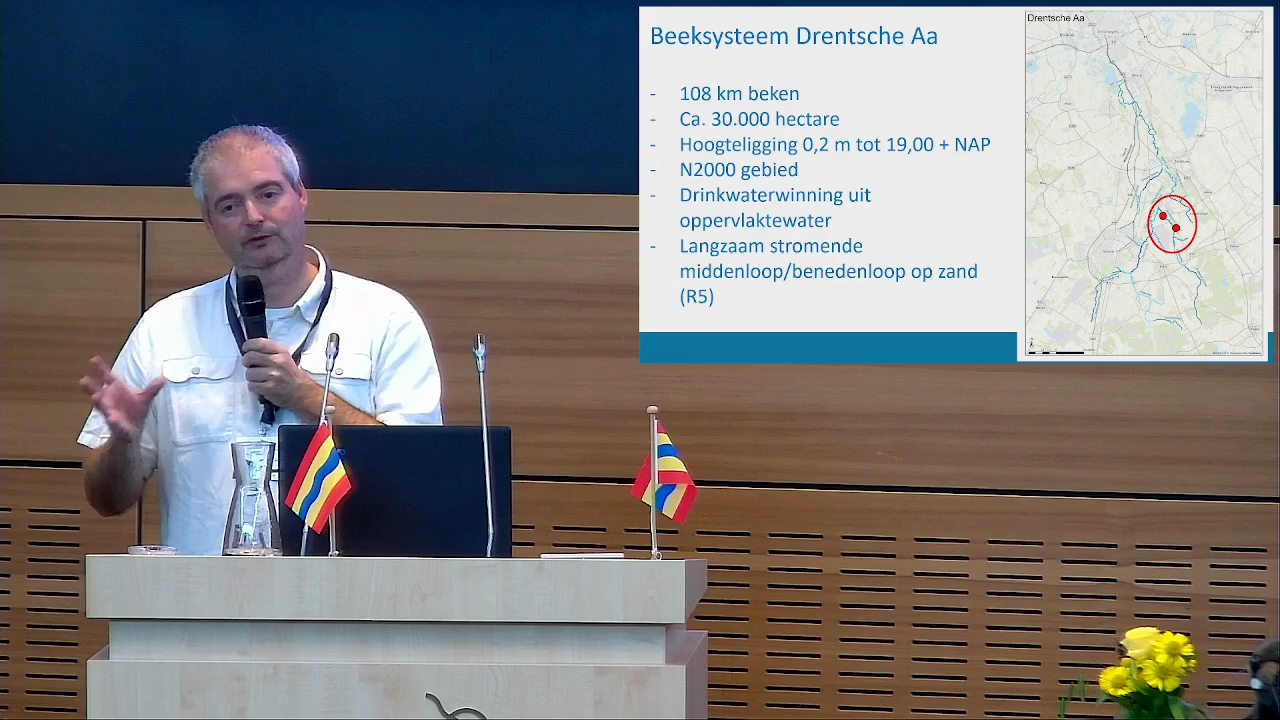 Beeksysteem Drentsche Aa
- 108 km beken
- Ca. 30.000 hectare
- Hoogteligging 0,2 m tot 19,00 + NAP
- N2000 gebied
- Drinkwaterwinning uit
oppervlaktewater
- Langzaam stromende
middenloop/benedenloop op zand
(R5)
Drentsche Aa